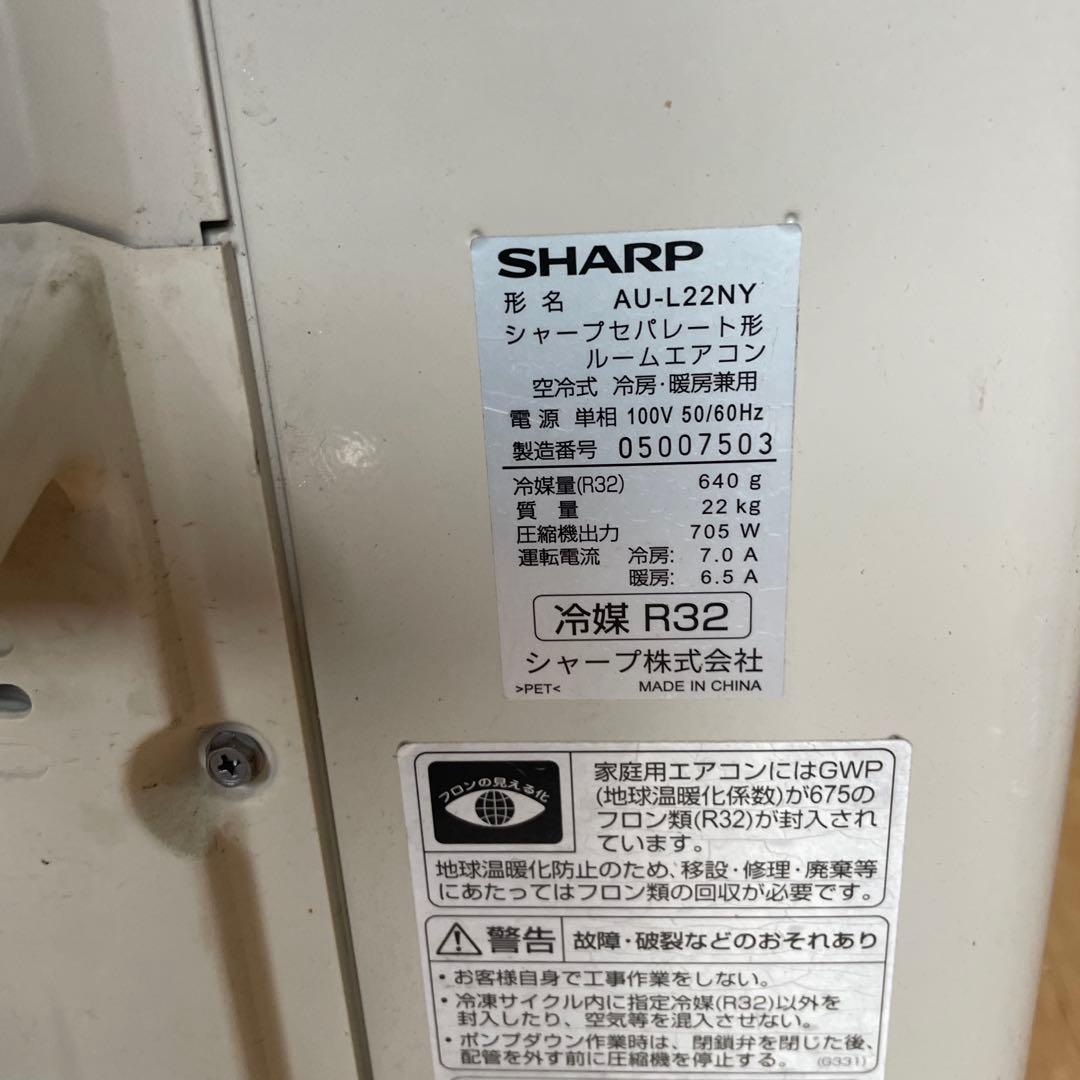 SHARP
形名 AU-L22NY
シャープセパレート形
ルームエアコン
空冷式 冷房・暖房兼用
電源 単相 100V 50/60Hz
製造番号 05007503
冷媒量(R32) 640 g
質量 22 kg
圧縮機出力 705 W
運転電流 冷房: 7.0 A
暖房: 6.5 A
冷媒 R32
シャープ株式会社
>PET< MADE IN CHINA
フロンの見える化
家庭用エアコンにはGWP
(地球温暖化係数)が675の
フロン類(R32)が封入され
ています。
地球温暖化防止のため、移設・修理・廃棄等
にあたってはフロン類の回収が必要です。
警告 故障・破裂などのおそれあり
・お客様自身で工事作業をしない。
・冷凍サイクル内に指定冷媒(R32)以外を
封入したり、空気等を混入させない。
・ポンプダウン作業時は、閉鎖弁を閉じた後、
配管を外す前に圧縮機を停止する。 (G331)